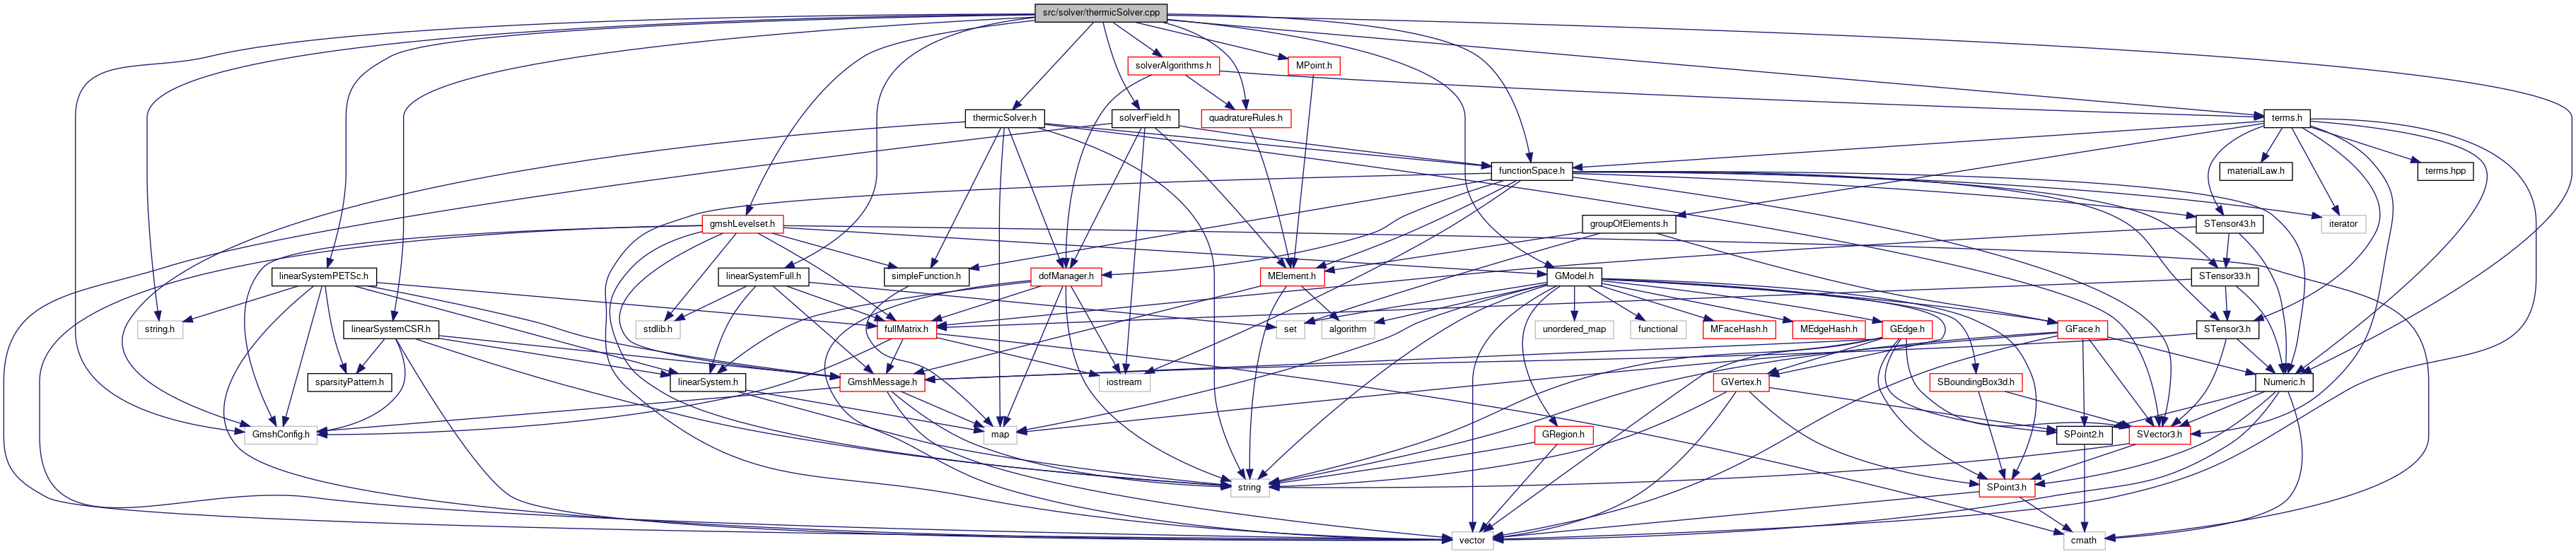 src/solver/thermicSolver.cpp
solverAlgorithms.h
MPoint.h
thermicSolver.h
solverField.h
quadratureRules.h
terms.h
functionSpace.h
materialLaw.h
terms.hpp
gmshLevelset.h
groupOfElements.h
STensor43.h
iterator
linearSystemPETSc.h
linearSystemFull.h
simpleFunction.h
dofManager.h
MElement.h
GModel.h
STensor33.h
string.h
linearSystemCSR.h
stdlib.h
fullMatrix.h
set
algorithm
unordered_map
functional
MFaceHash.h
MEdgeHash.h
GEdge.h
GFace.h
STensor3.h
sparsityPattern.h
linearSystem.h
GmshMessage.h
iostream
GVertex.h
SBoundingBox3d.h
Numeric.h
GmshConfig.h
map
GRegion.h
SPoint2.h
SVector3.h
string
SPoint3.h
vector
cmath